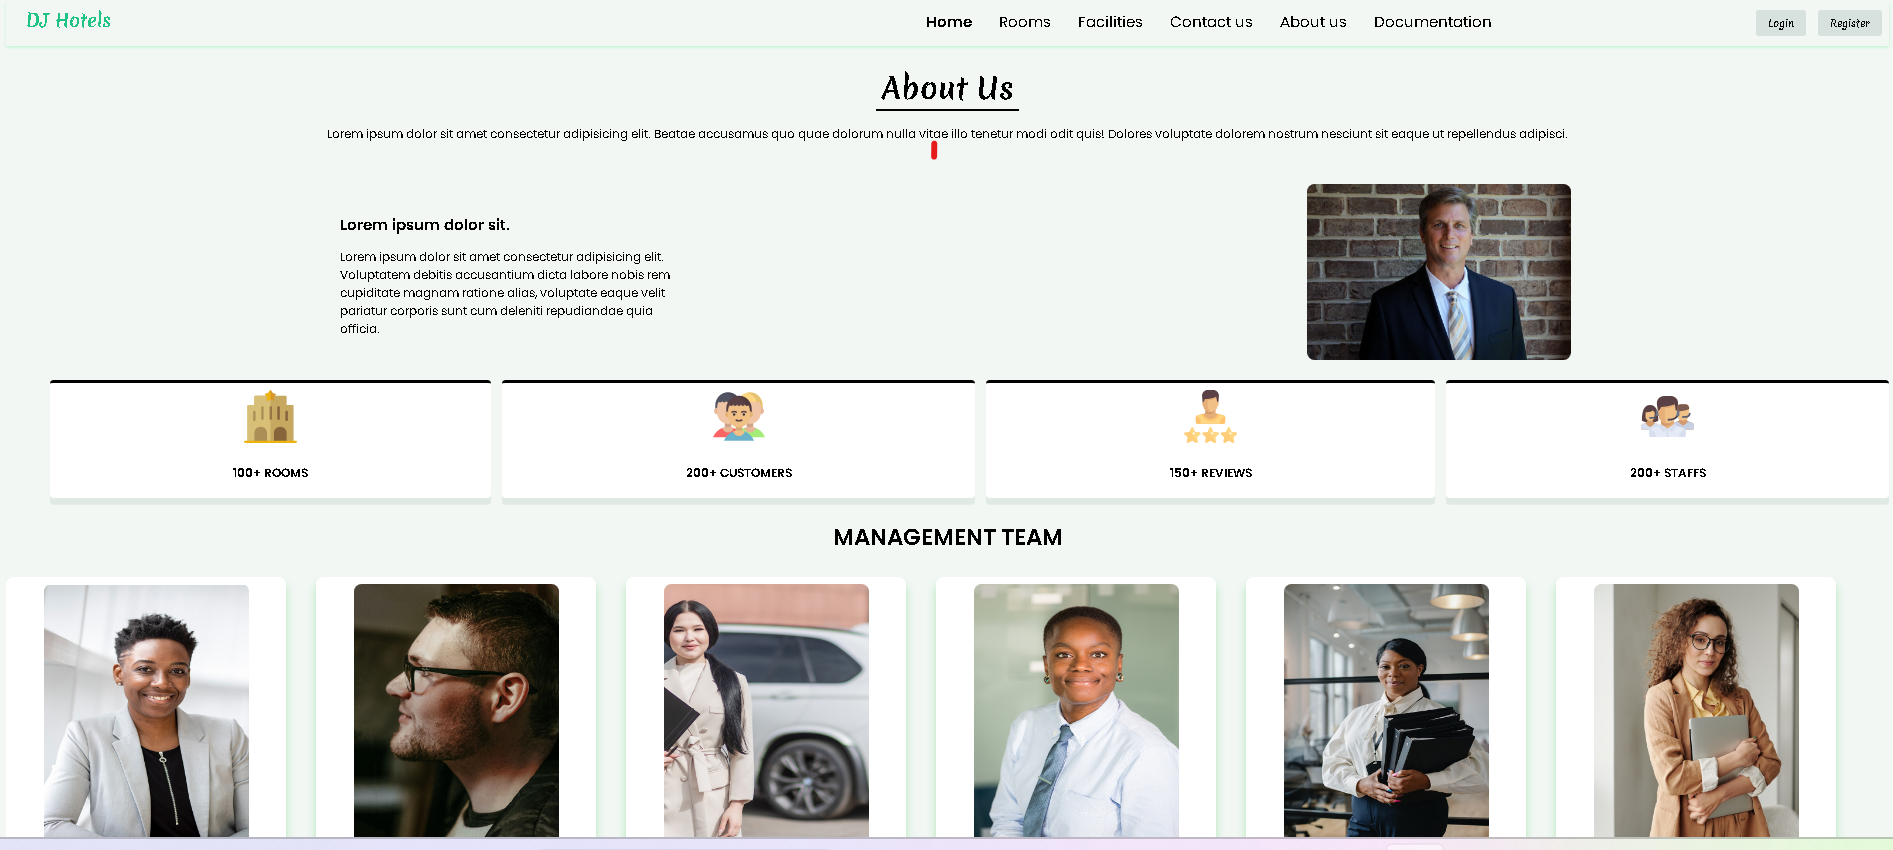 DJ Hotels
Home Rooms Facilities Contact us About us Documentation
Login Register
About Us
Lorem ipsum dolor sit amet consectetur adipisicing elit. Beatae accusamus quo quae dolorum nulla vitae illo tenetur modi odit quis! Dolores voluptate dolorem nostrum nesciunt sit eaque ut repellendus adipisci.
Lorem ipsum dolor sit.
Lorem ipsum dolor sit amet consectetur adipisicing elit.
Voluptatem debitis accusantium dicta labore nobis rem
cupiditate magnam ratione alias, voluptate eaque velit
pariatur corporis sunt cum deleniti repudiandae quia
officia.
100+ ROOMS
200+ CUSTOMERS
150+ REVIEWS
200+ STAFFS
MANAGEMENT TEAM